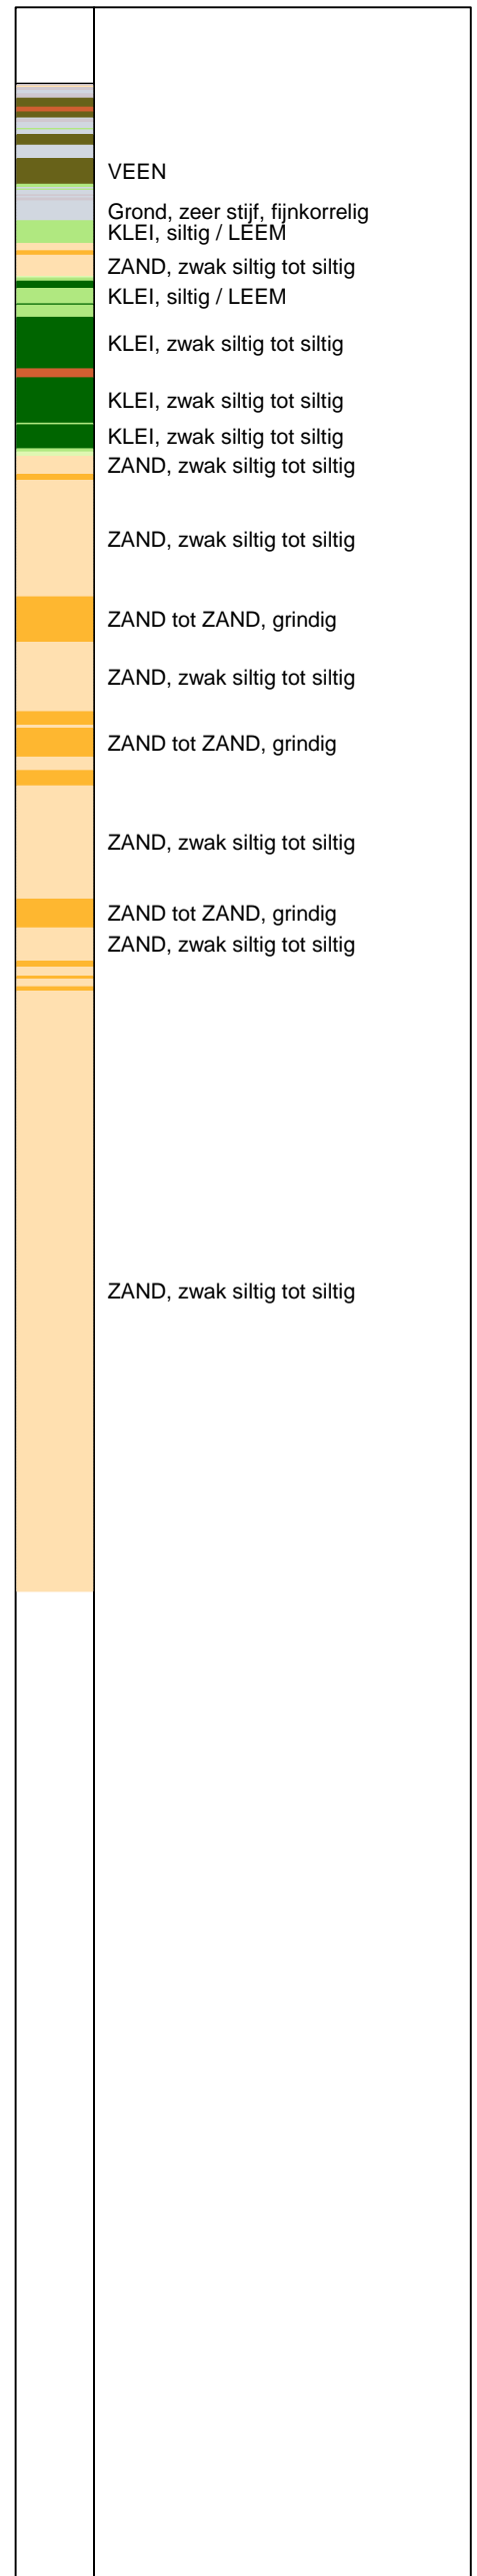 VEEN
Grond, zeer stijf, fijnkorrelig
KLEI, siltig / LEEM
ZAND, zwak siltig tot siltig
KLEI, siltig / LEEM
KLEI, zwak siltig tot siltig
KLEI, zwak siltig tot siltig
KLEI, zwak siltig tot siltig
ZAND, zwak siltig tot siltig
ZAND, zwak siltig tot siltig
ZAND tot ZAND, grindig
ZAND, zwak siltig tot siltig
ZAND tot ZAND, grindig
ZAND, zwak siltig tot siltig
ZAND tot ZAND, grindig
ZAND, zwak siltig tot siltig
ZAND, zwak siltig tot siltig